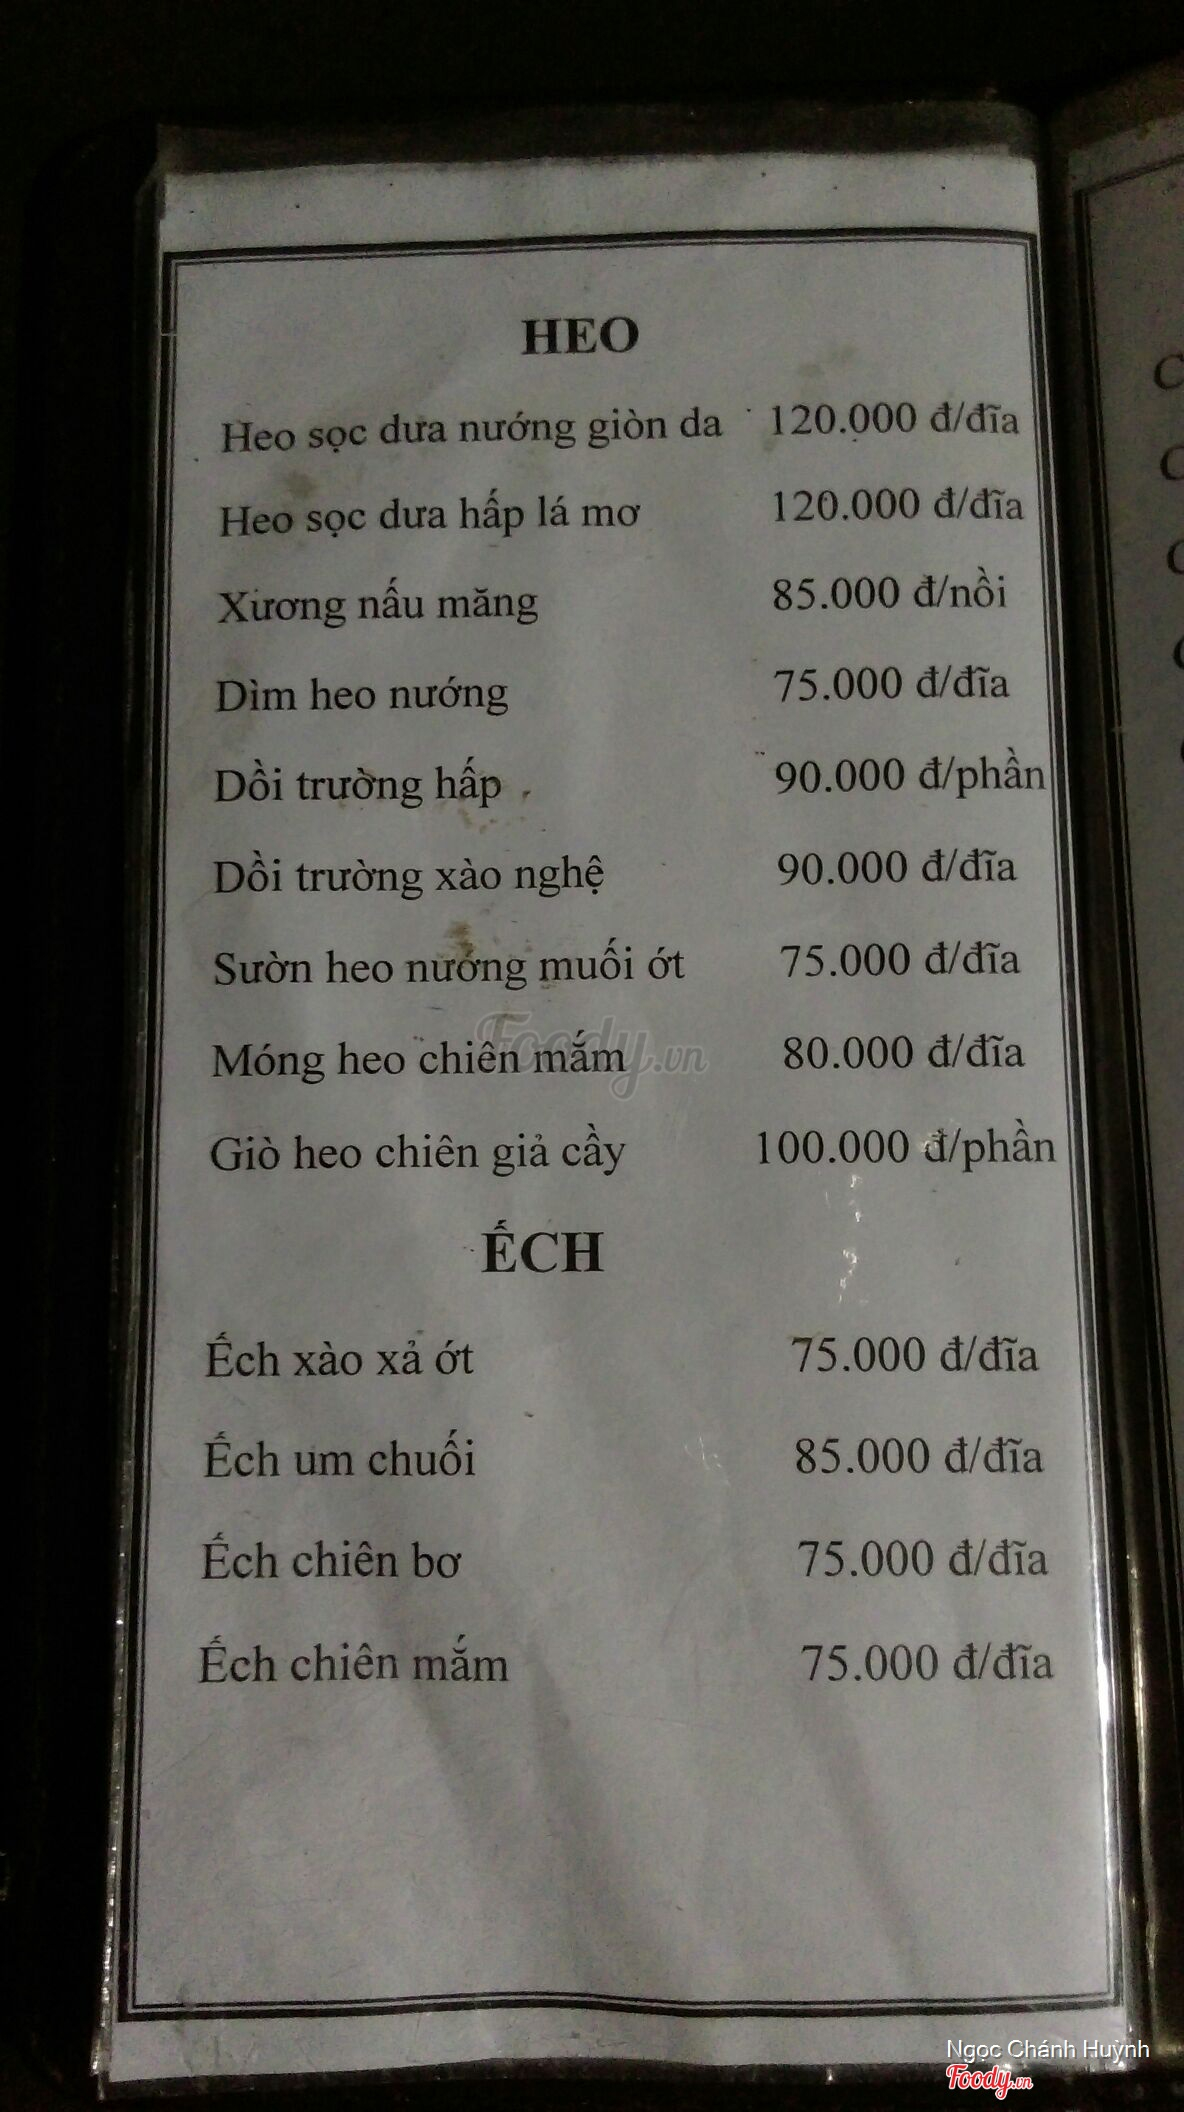 HEO
Heo sọc dưa nướng giòn da 120.000 đ/đĩa
Heo sọc dưa hấp lá mơ 120.000 đ/đĩa
Xương nấu măng 85.000 đ/nồi
Dìm heo nướng 75.000 đ/đĩa
Dồi trường hấp 90.000 đ/phần
Dồi trường xào nghệ 90.000 đ/đĩa
Sườn heo nướng muối ớt 75.000 đ/đĩa
Foody.vn
Móng heo chiên mắm 80.000 đ/đĩa
Giò heo chiên giả cầy 100.000 đ/phần
ẾCH
Ếch xào xả ớt 75.000 đ/đĩa
Ếch um chuối 85.000 đ/đĩa
Ếch chiên bơ 75.000 đ/đĩa
Ếch chiên mắm 75.000 đ/đĩa
Ngọc Chánh Huỳnh
Foody.vn